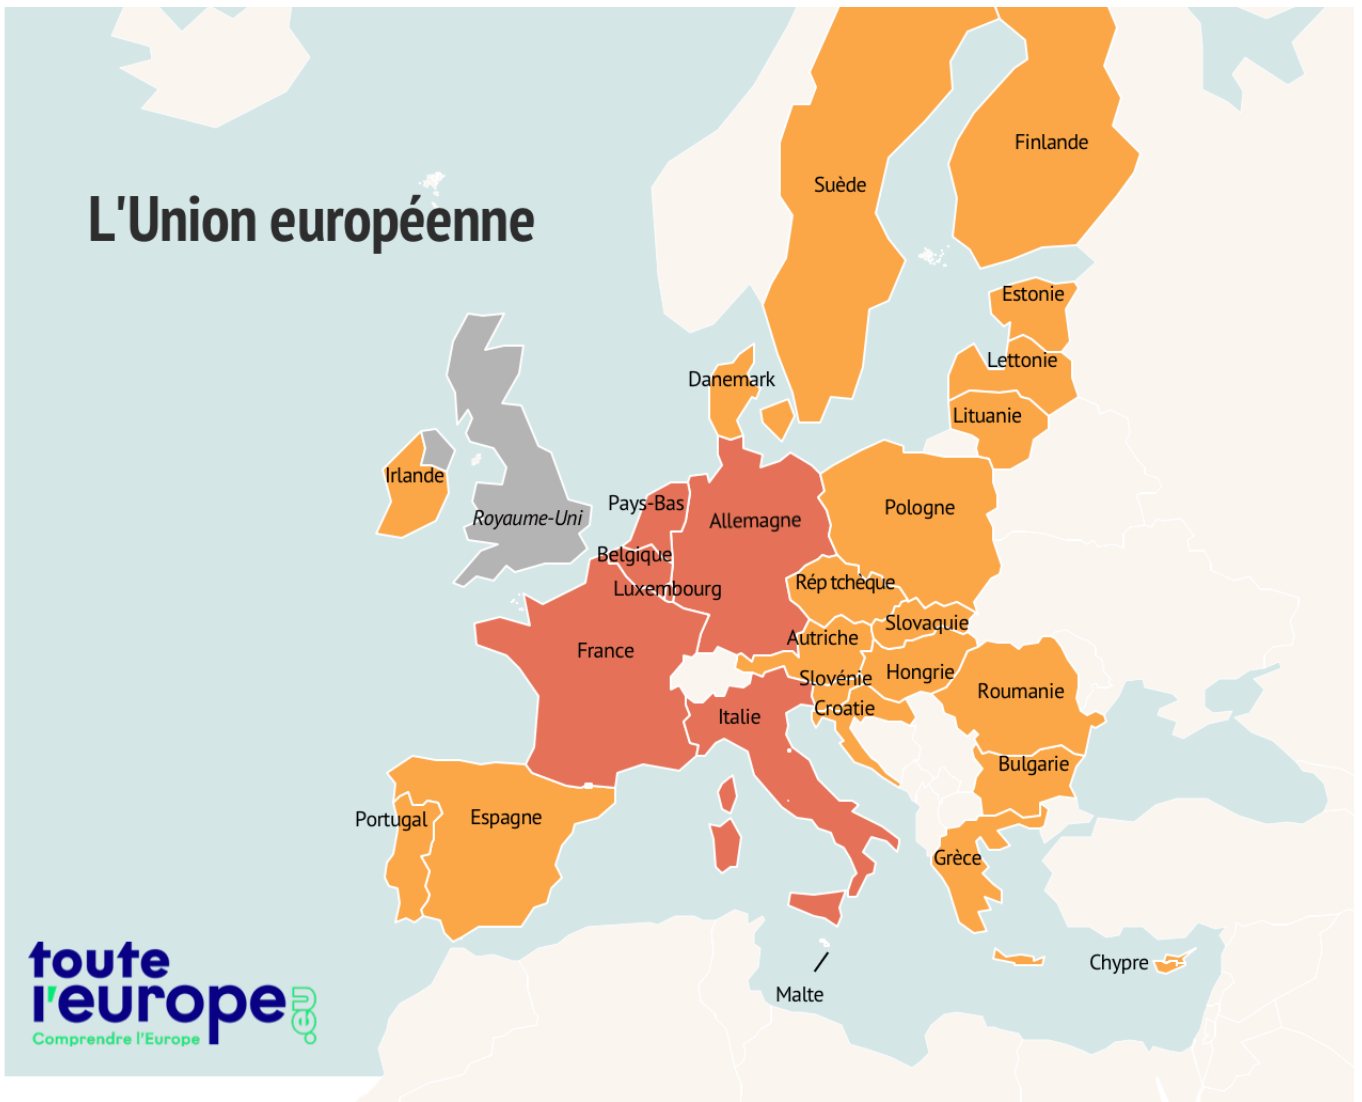 Finlande
Suède
L'Union européenne
Estonie
Lettonie
Danemark
Lituanie
Irlande
Pays-Bas
Pologne
Royaume-Uni
Allemagne
Belgique
Rép tchèque
Luxembourg
Slovaquie
Autriche
France
Hongrie
Slovénie
Roumanie
Croatie
Italie
Bulgarie
Portugal
Espagne
Grèce
Chypre
Malte
toute
l'europe.eu
Comprendre l'Europe